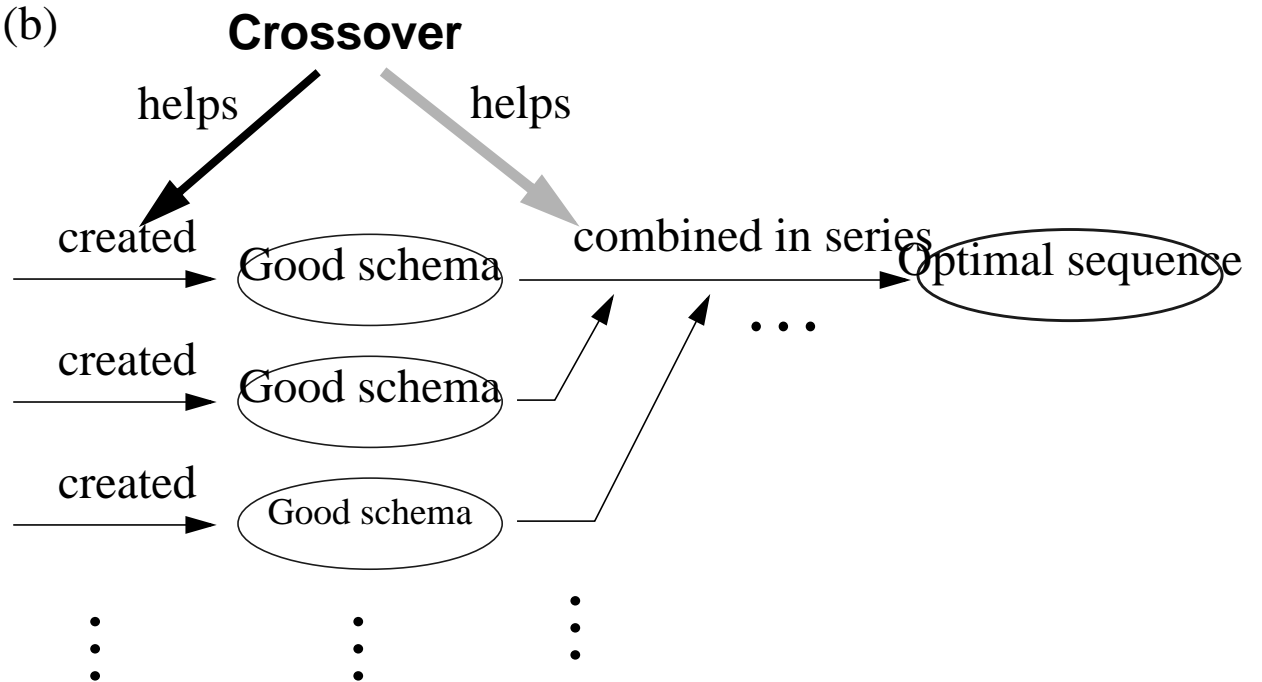 (b)
Crossover
helps
helps
created
combined in series
Good schema
Optimal sequence
created
Good schema
created
Good schema